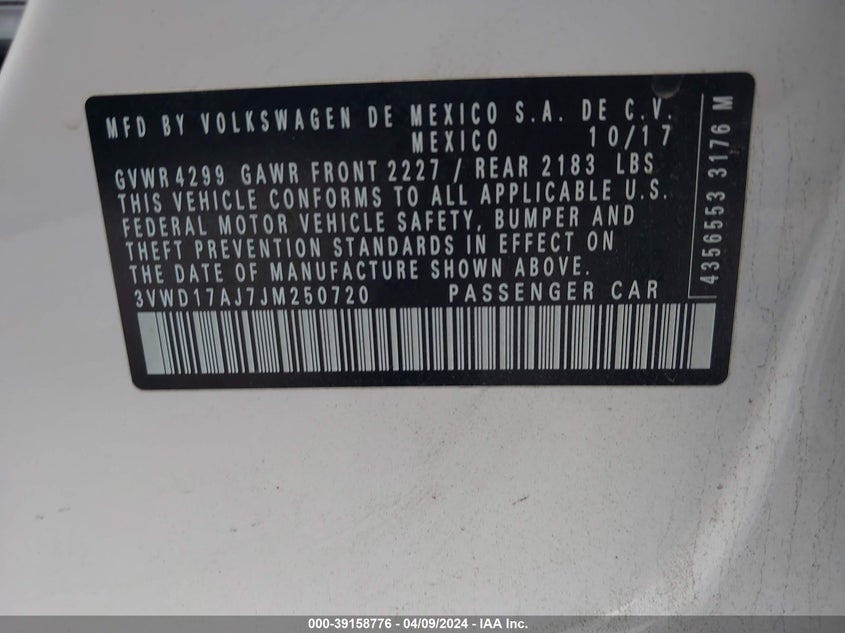 MFD BY VOLKSWAGEN DE MEXICO S.A. DE C.V.
MEXICO 10/17
GVWR 4299 GAWR FRONT 2227 / REAR 2183 LBS
THIS VEHICLE CONFORMS TO ALL APPLICABLE U.S.
FEDERAL MOTOR VEHICLE SAFETY, BUMPER AND
THEFT PREVENTION STANDARDS IN EFFECT ON
THE DATE OF MANUFACTURE SHOWN ABOVE.
3VWD17AJ7JM250720 PASSENGER CAR
4356553 3176 M
000-39158776 - 04/09/2024 - IAA Inc.